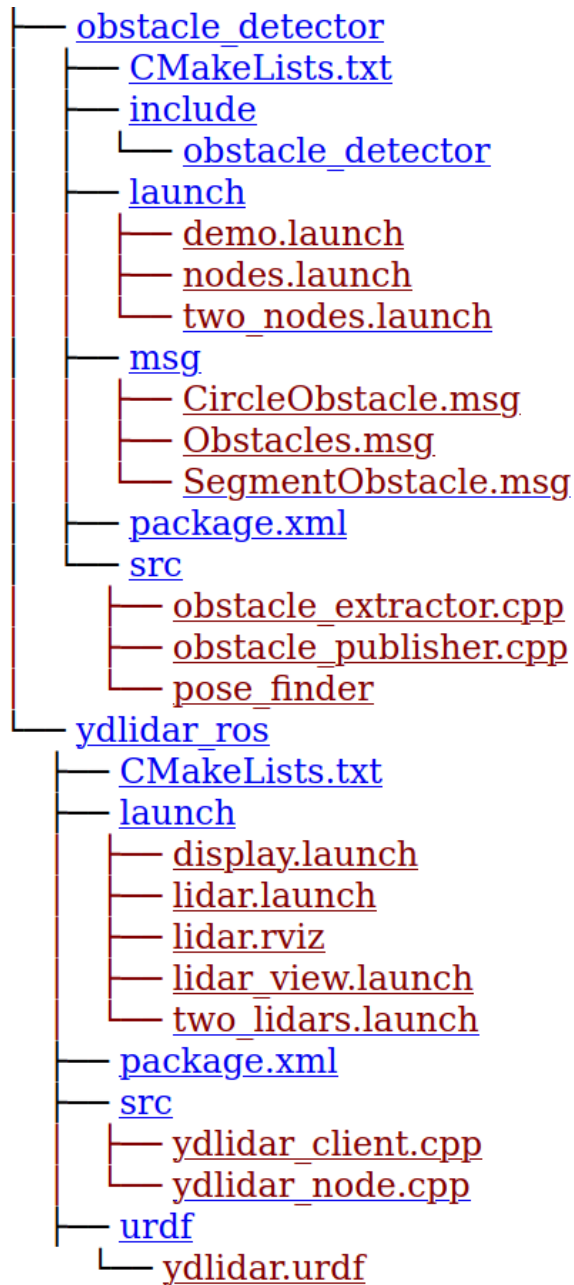 obstacle_detector
CMakeLists.txt
include
obstacle_detector
launch
demo.launch
nodes.launch
two_nodes.launch
msg
CircleObstacle.msg
Obstacles.msg
SegmentObstacle.msg
package.xml
src
obstacle_extractor.cpp
obstacle_publisher.cpp
pose_finder
ydlidar_ros
CMakeLists.txt
launch
display.launch
lidar.launch
lidar.rviz
lidar_view.launch
two_lidars.launch
package.xml
src
ydlidar_client.cpp
ydlidar_node.cpp
urdf
ydlidar.urdf